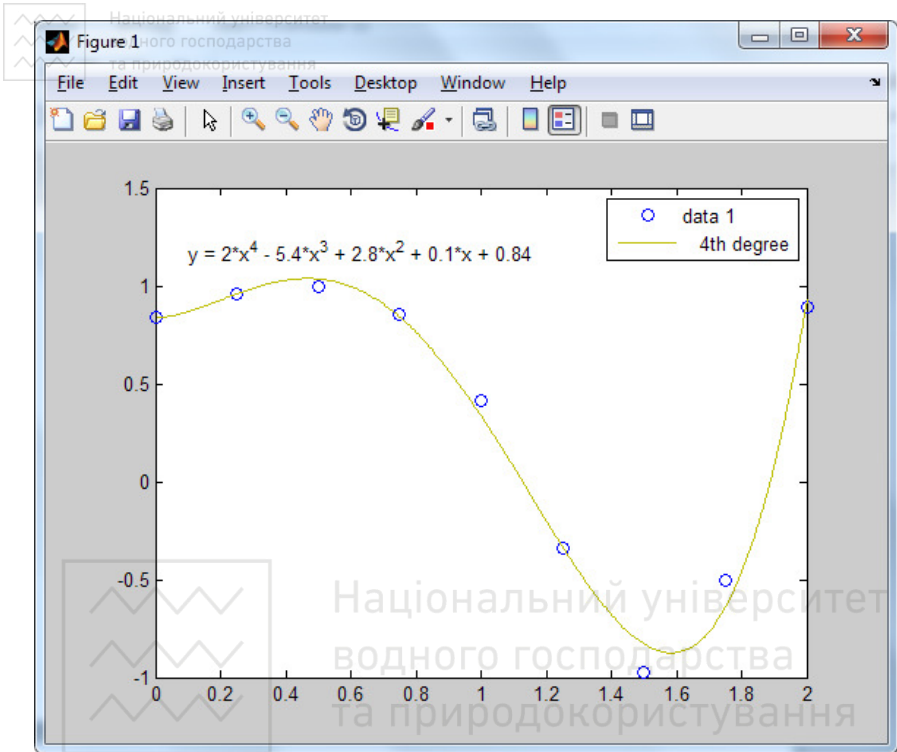 Національний університет
водного господарства
та природокористування
Figure 1
File Edit View Insert Tools Desktop Window Help
1.5
1
0.5
0
-0.5
-1
0 0.2 0.4 0.6 0.8 1 1.2 1.4 1.6 1.8 2
y = 2*x^4 - 5.4*x^3 + 2.8*x^2 + 0.1*x + 0.84
data 1
4th degree
Національний університет
водного господарства
та природокористування